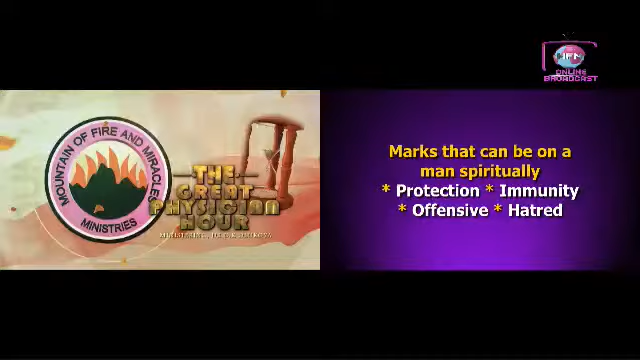 MFM
ONLINE
BROADCAST
MOUNTAIN OF FIRE AND MIRACLES
MINISTRIES
THE
GREAT
PHYSICIAN
HOUR
Marks that can be on a
man spiritually
* Protection * Immunity
* Offensive * Hatred